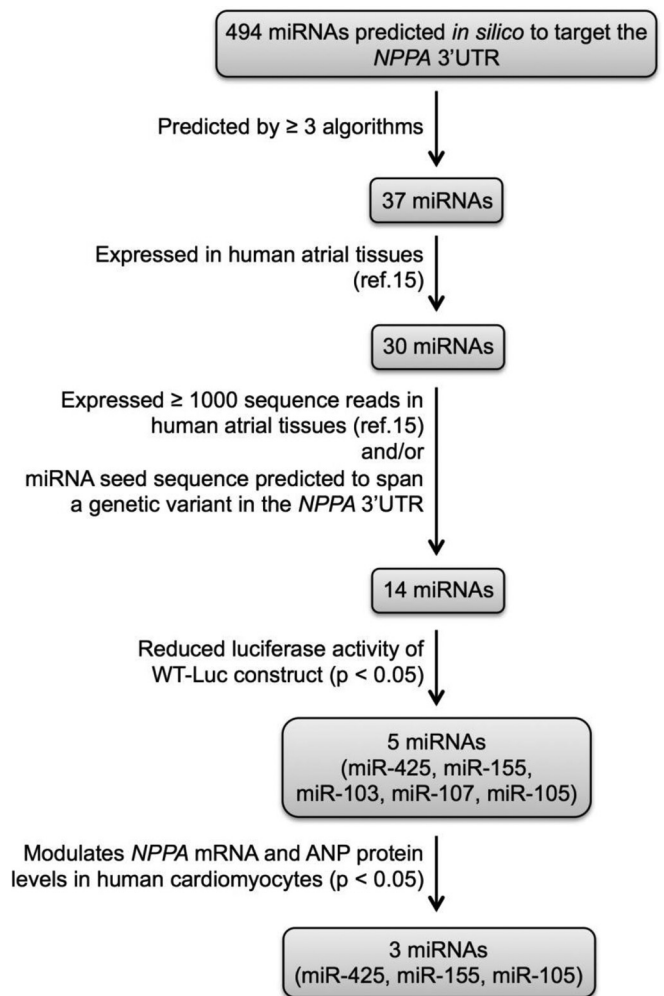 494 miRNAs predicted in silico to target the
NPPA 3’UTR
Predicted by ≥ 3 algorithms
37 miRNAs
Expressed in human atrial tissues
(ref.15)
30 miRNAs
Expressed ≥ 1000 sequence reads in
human atrial tissues (ref.15)
and/or
miRNA seed sequence predicted to span
a genetic variant in the NPPA 3’UTR
14 miRNAs
Reduced luciferase activity of
WT-Luc construct (p < 0.05)
5 miRNAs
(miR-425, miR-155,
miR-103, miR-107, miR-105)
Modulates NPPA mRNA and ANP protein
levels in human cardiomyocytes (p < 0.05)
3 miRNAs
(miR-425, miR-155, miR-105)